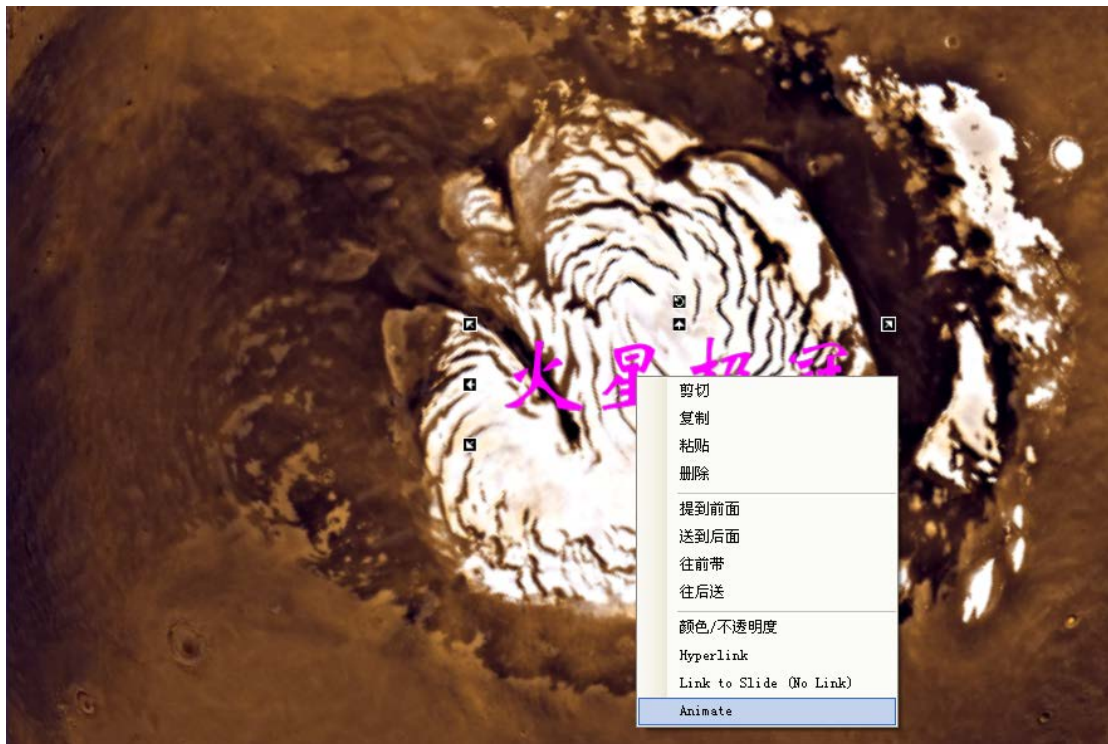 火星极冠
剪切
复制
粘贴
删除
提到前面
送到后面
往前带
往后送
颜色/不透明度
Hyperlink
Link to Slide (No Link)
Animate